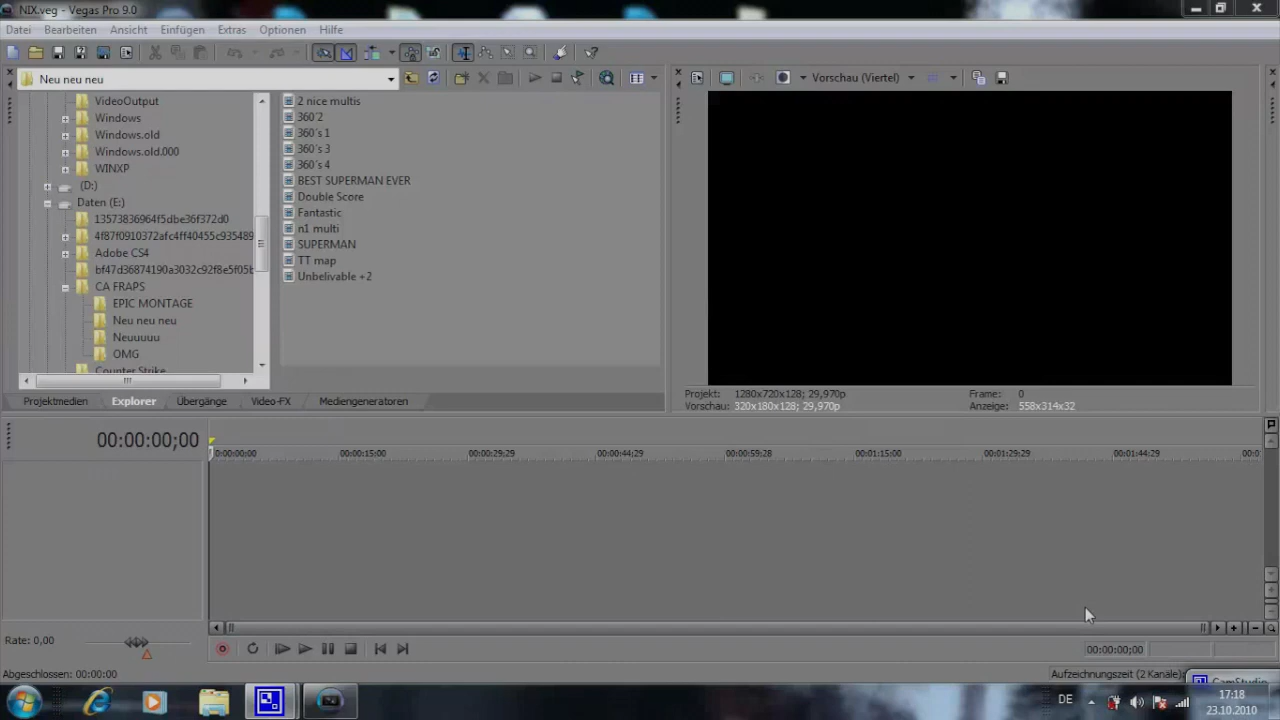 NIX.veg - Vegas Pro 9.0
Datei Bearbeiten Ansicht Einfügen Extras Optionen Hilfe
Neu neu neu
Vorschau (Viertel)
VideoOutput
Windows
Windows.old
Windows.old.000
WINXP
(D:)
Daten (E:)
13573836964f5dbe36f372d0
4f87f0910372afc4ff40455c935489
Adobe CS4
bf47d36874190a3032c92f8e5f05b
CA FRAPS
EPIC MONTAGE
Neu neu neu
Neuuuuu
OMG
Counter Strike
2 nice multis
360´2
360´s 1
360´s 3
360´s 4
BEST SUPERMAN EVER
Double Score
Fantastic
n1 multi
SUPERMAN
TT map
Unbelivable +2
Projekt: 1280x720x128; 29,970p Frame: 0
Vorschau: 320x180x128; 29,970p Anzeige: 558x314x32
Projektmedien Explorer Übergänge Video-FX Mediengeneratoren
00:00:00;00
0:00:00;00 00:00:15:00 00:00:29;29 00:00:44;29 00:00:59:28 00:01:15:00 00:01:29;29 00:01:44;29 00:0
Rate: 0,00
00:00:00;00
Abgeschlossen: 00:00:00
Aufzeichnungszeit (2 Kanäle)
CamStudio
DE
17:18
23.10.2010